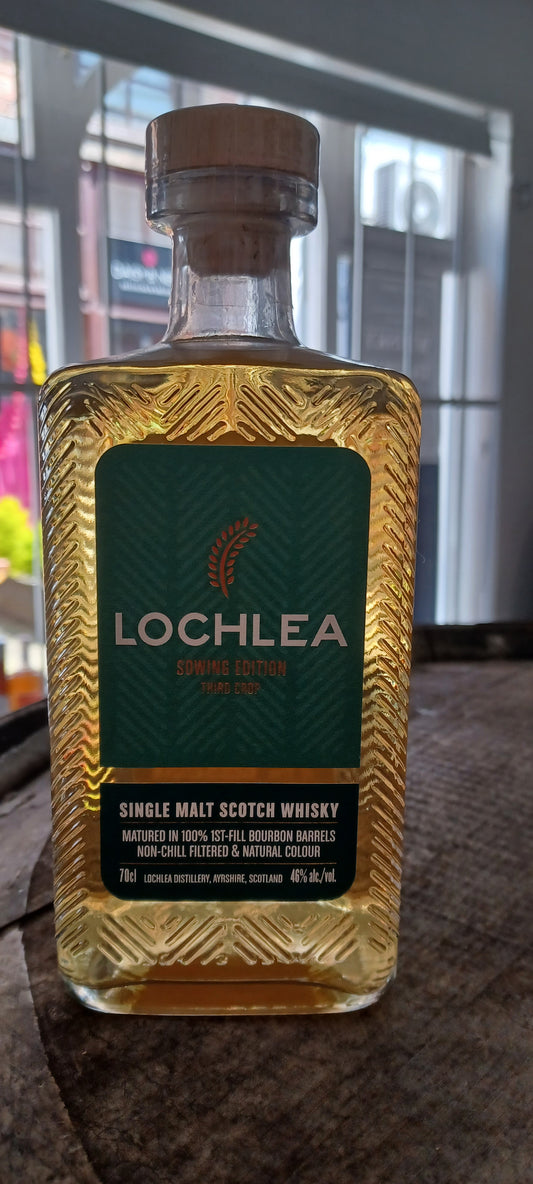 LOCHLEA
SOWING EDITION
THIRD CROP
SINGLE MALT SCOTCH WHISKY
MATURED IN 100% 1ST-FILL BOURBON BARRELS
NON-CHILL FILTERED & NATURAL COLOUR
70cl LOCHLEA DISTILLERY, AYRSHIRE, SCOTLAND 46% alc./vol.